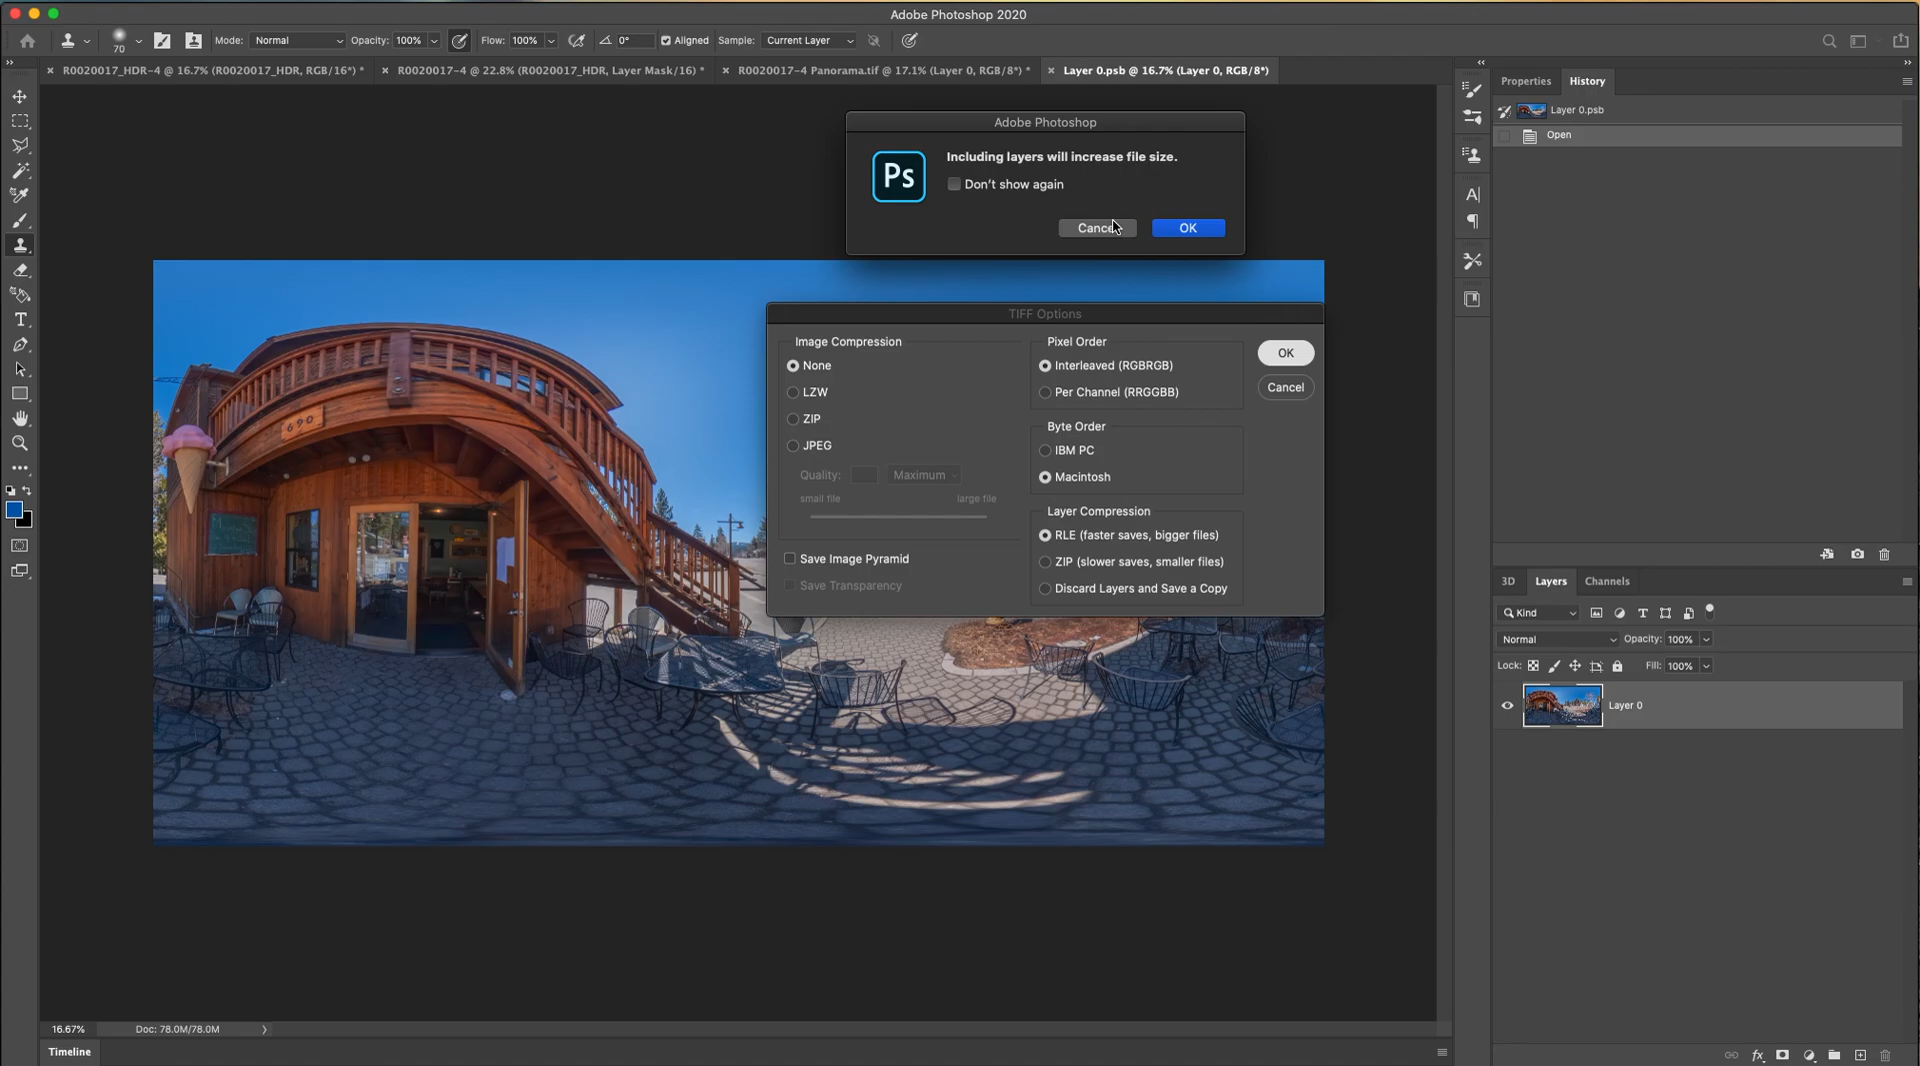 Adobe Photoshop 2020
70
Mode: Normal Opacity: 100% Flow: 100% 0° Aligned Sample: Current Layer
R0020017_HDR-4 @ 16.7% (R0020017_HDR, RGB/16*) *
R0020017-4 @ 22.8% (R0020017_HDR, Layer Mask/16) *
R0020017-4 Panorama.tif @ 17.1% (Layer 0, RGB/8*) *
Layer 0.psb @ 16.7% (Layer 0, RGB/8*)
Properties History
Layer 0.psb
Open
Adobe Photoshop
Ps
Including layers will increase file size.
Don't show again
Cancel OK
TIFF Options
Image Compression
None
LZW
ZIP
JPEG
Quality: Maximum
small file large file
Save Image Pyramid
Save Transparency
Pixel Order
Interleaved (RGBRGB)
Per Channel (RRGGBB)
Byte Order
IBM PC
Macintosh
Layer Compression
RLE (faster saves, bigger files)
ZIP (slower saves, smaller files)
Discard Layers and Save a Copy
OK
Cancel
690
3D Layers Channels
Kind
Normal Opacity: 100%
Lock: Fill: 100%
Layer 0
fx
16.67% Doc: 78.0M/78.0M
Timeline